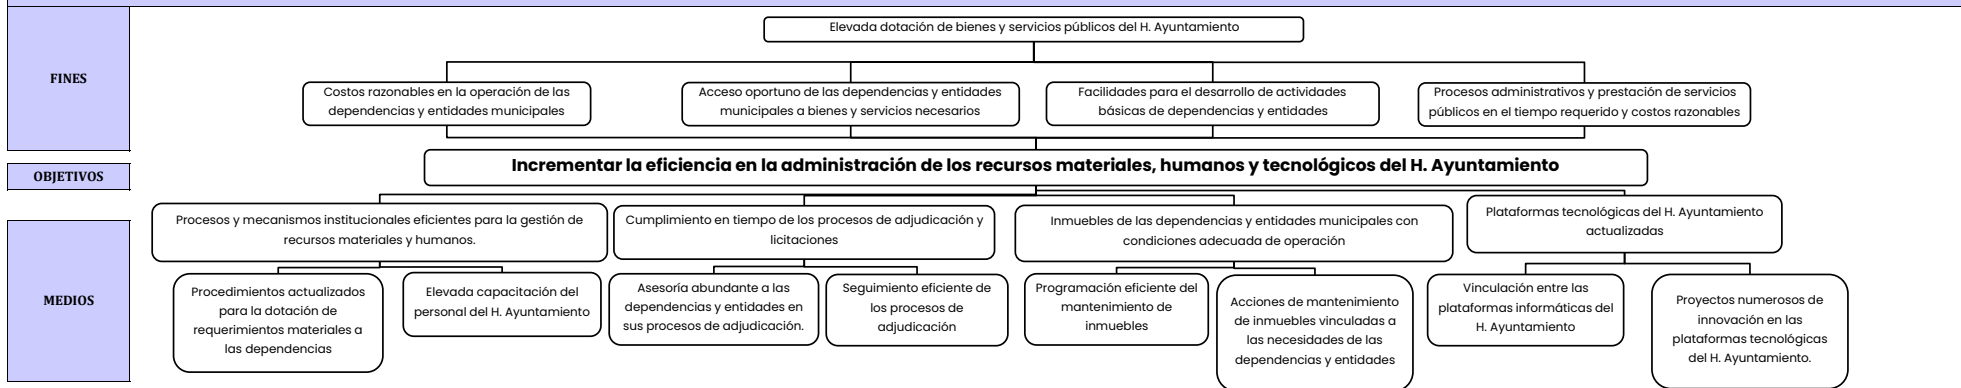 FINES
Elevada dotación de bienes y servicios públicos del H. Ayuntamiento
Costos razonables en la operación de las
dependencias y entidades municipales
Acceso oportuno de las dependencias y entidades
municipales a bienes y servicios necesarios
Facilidades para el desarrollo de actividades
básicas de dependencias y entidades
Procesos administrativos y prestación de servicios
públicos en el tiempo requerido y costos razonables
OBJETIVOS
Incrementar la eficiencia en la administración de los recursos materiales, humanos y tecnológicos del H. Ayuntamiento
MEDIOS
Procesos y mecanismos institucionales eficientes para la gestión de
recursos materiales y humanos.
Cumplimiento en tiempo de los procesos de adjudicación y
licitaciones
Inmuebles de las dependencias y entidades municipales con
condiciones adecuada de operación
Plataformas tecnológicas del H. Ayuntamiento
actualizadas
Procedimientos actualizados
para la dotación de
requerimientos materiales a
las dependencias
Elevada capacitación del
personal del H. Ayuntamiento
Asesoría abundante a las
dependencias y entidades en
sus procesos de adjudicación.
Seguimiento eficiente de
los procesos de
adjudicación
Programación eficiente del
mantenimiento de
inmuebles
Acciones de mantenimiento
de inmuebles vinculadas a
las necesidades de las
dependencias y entidades
Vinculación entre las
plataformas informáticas del
H. Ayuntamiento
Proyectos numerosos de
innovación en las
plataformas tecnológicas
del H. Ayuntamiento.